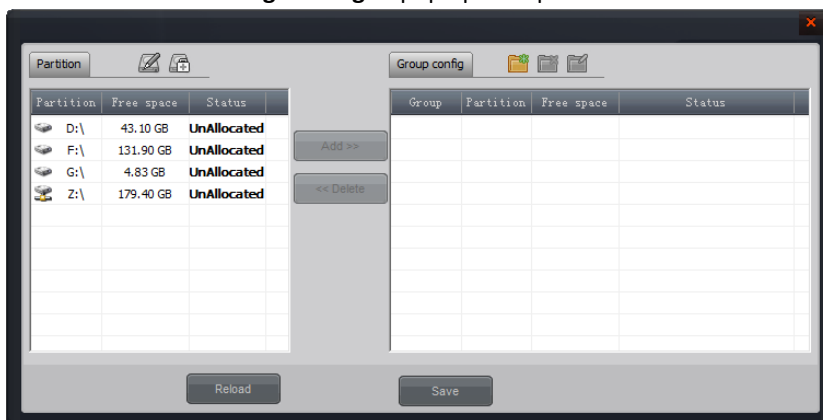 Partition Group config
Partition Free space Status Group Partition Free space Status
D:\ 43.10 GB UnAllocated
F:\ 131.90 GB UnAllocated
Add >>
G:\ 4.83 GB UnAllocated
<< Delete
Z:\ 179.40 GB UnAllocated
Reload Save